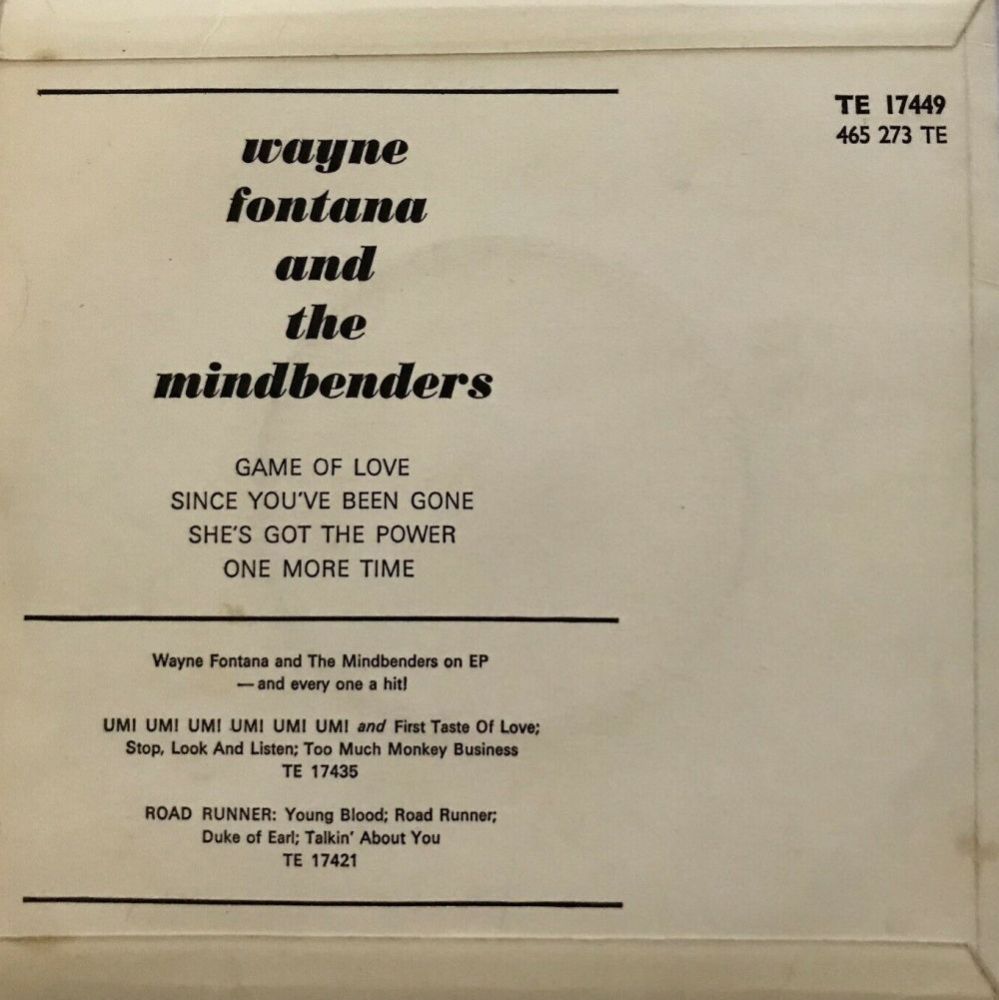 TE 17449
465 273 TE
wayne
fontana
and
the
mindbenders
GAME OF LOVE
SINCE YOU'VE BEEN GONE
SHE'S GOT THE POWER
ONE MORE TIME
Wayne Fontana and The Mindbenders on EP
—and every one a hit!
UM! UM! UM! UM! UM! UM! and First Taste Of Love;
Stop, Look And Listen; Too Much Monkey Business
TE 17435
ROAD RUNNER: Young Blood; Road Runner;
Duke of Earl; Talkin' About You
TE 17421